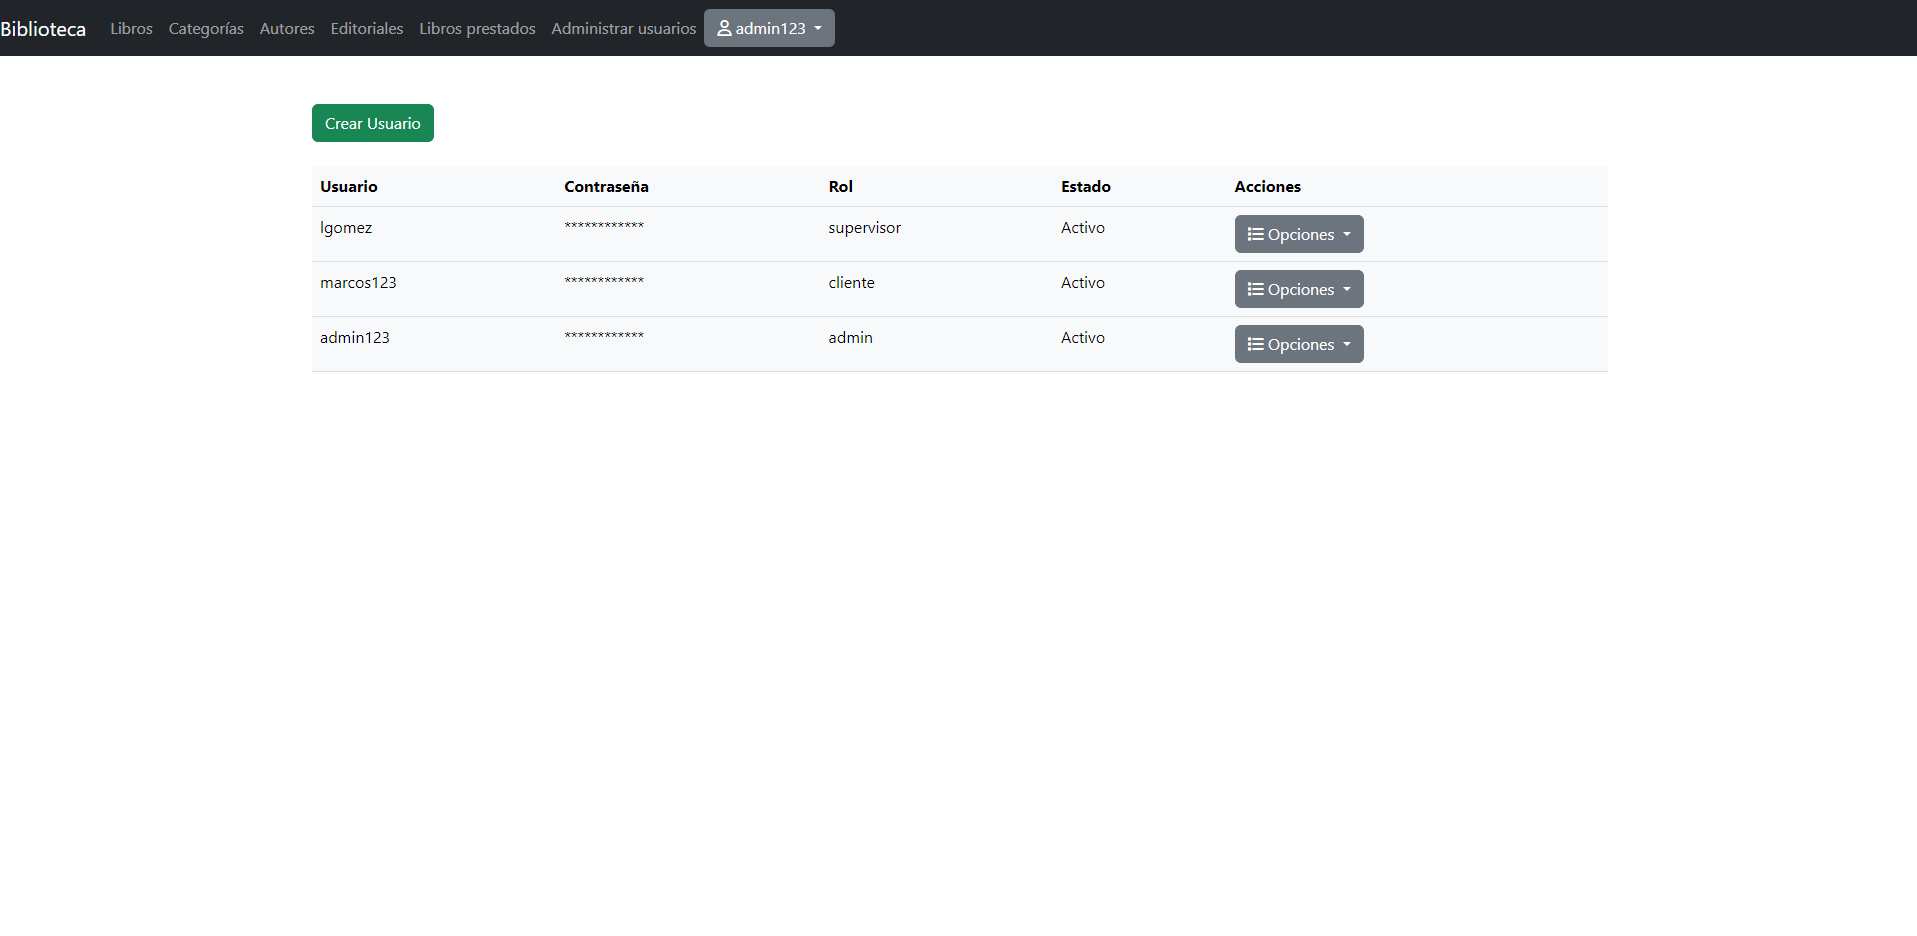 Biblioteca Libros Categorías Autores Editoriales Libros prestados Administrar usuarios admin123
Crear Usuario
Usuario Contraseña Rol Estado Acciones
lgomez ************ supervisor Activo Opciones
marcos123 ************ cliente Activo Opciones
admin123 ************ admin Activo Opciones